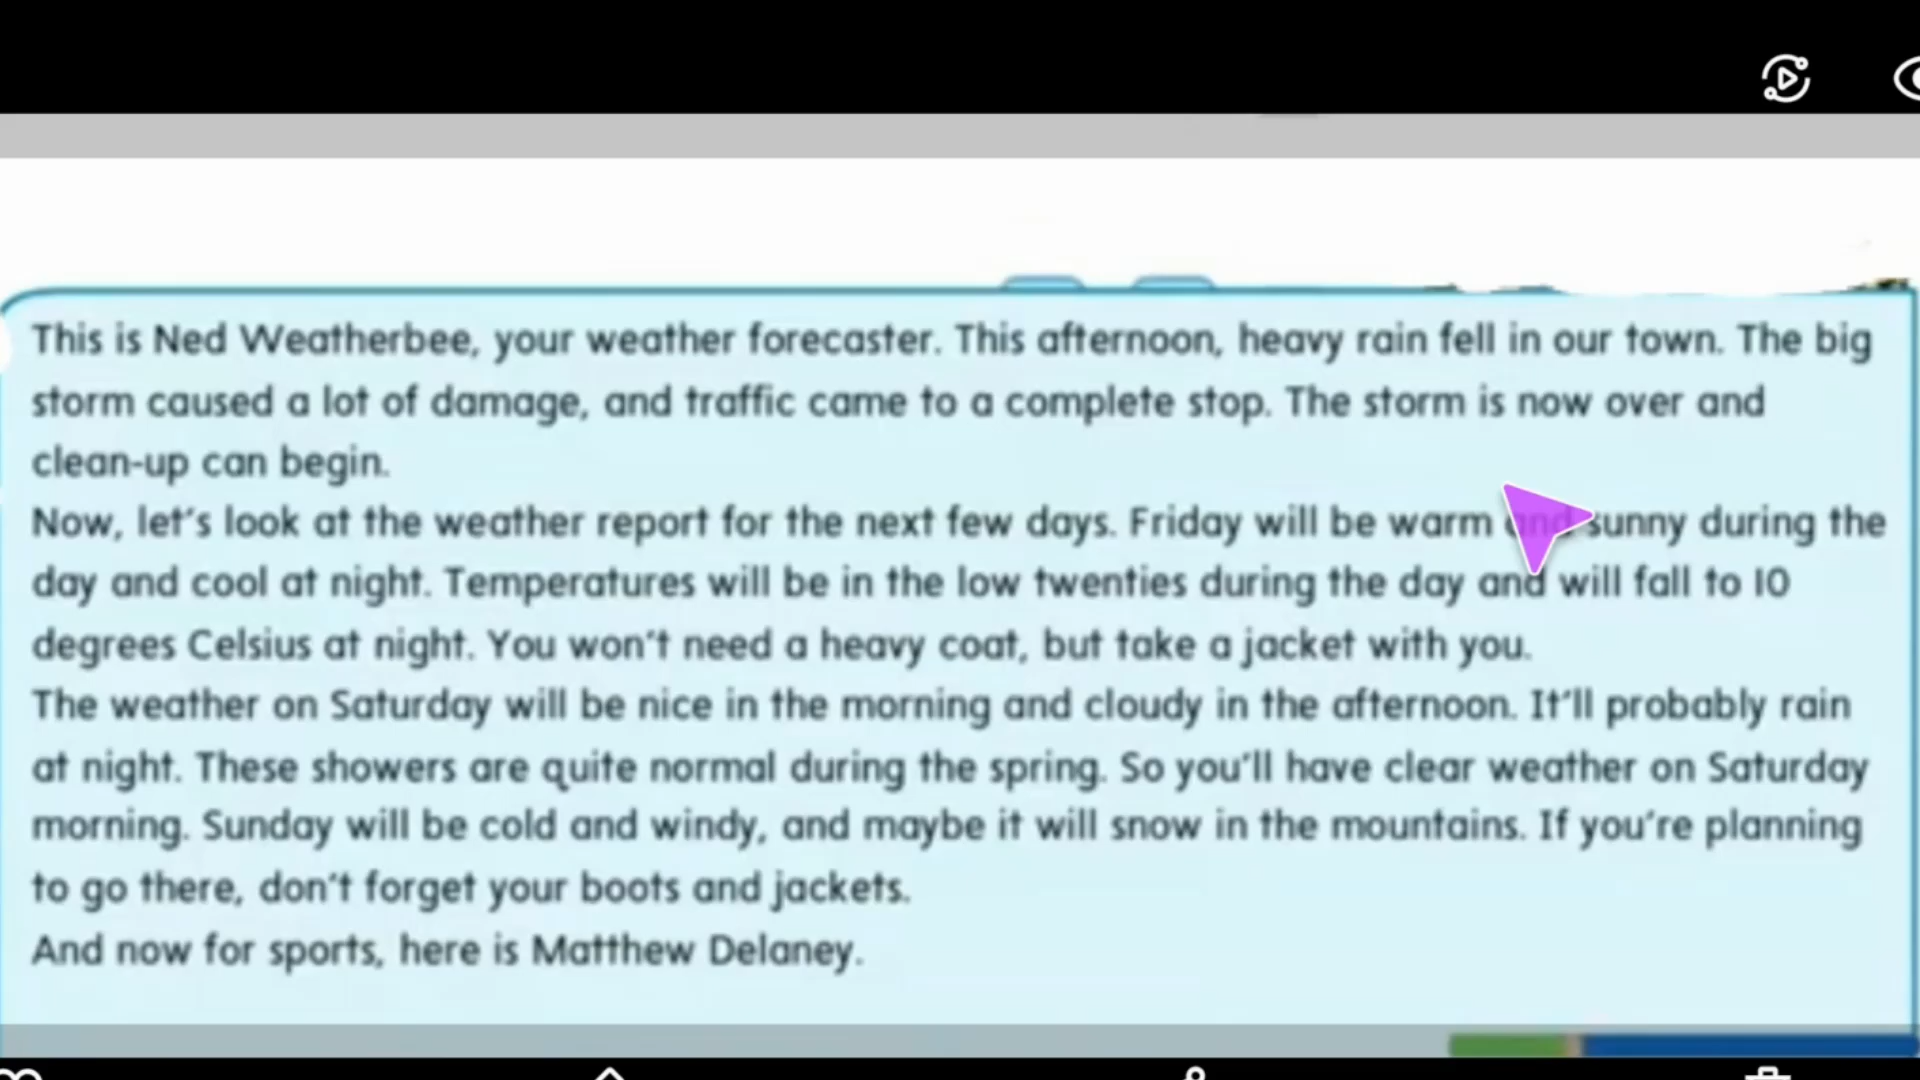 This is Ned Weatherbee, your weather forecaster. This afternoon, heavy rain fell in our town. The big
storm caused a lot of damage, and traffic came to a complete stop. The storm is now over and
clean-up can begin.
Now, let's look at the weather report for the next few days. Friday will be warm and sunny during the
day and cool at night. Temperatures will be in the low twenties during the day and will fall to 10
degrees Celsius at night. You won't need a heavy coat, but take a jacket with you.
The weather on Saturday will be nice in the morning and cloudy in the afternoon. It'll probably rain
at night. These showers are quite normal during the spring. So you'll have clear weather on Saturday
morning. Sunday will be cold and windy, and maybe it will snow in the mountains. If you're planning
to go there, don't forget your boots and jackets.
And now for sports, here is Matthew Delaney.